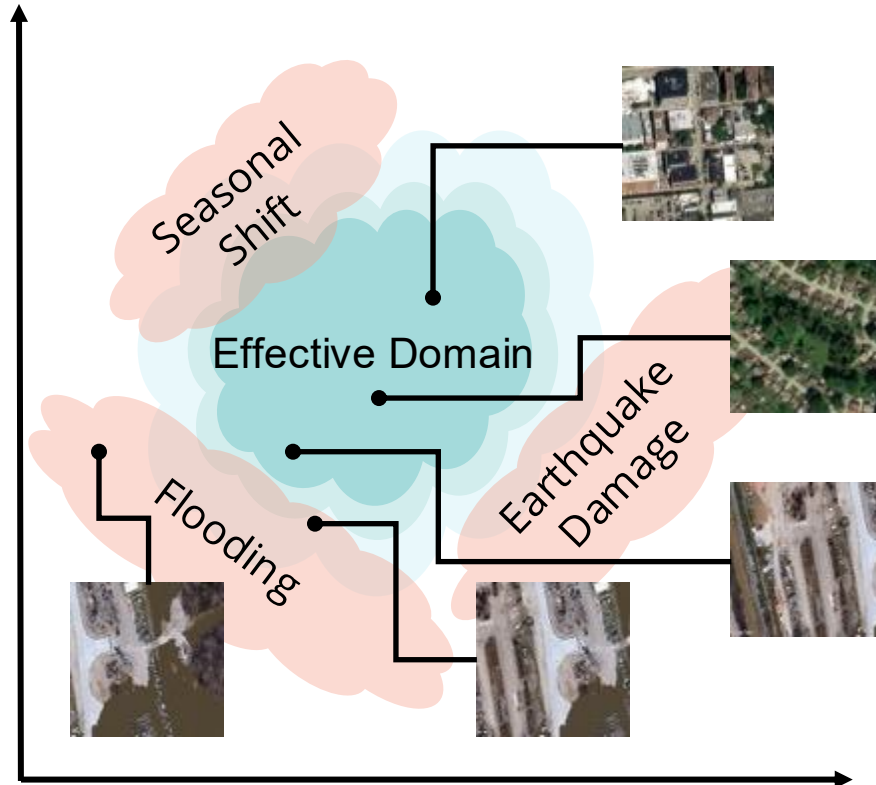 Seasonal
Shift
Effective Domain
Earthquake
Damage
Flooding